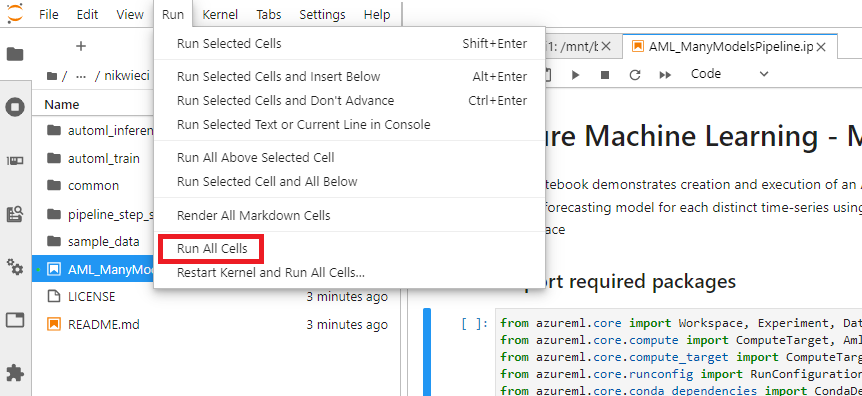 File Edit View Run Kernel Tabs Settings Help
Run Selected Cells Shift+Enter
Run Selected Cells and Insert Below Alt+Enter
Run Selected Cells and Don't Advance Ctrl+Enter
Run Selected Text or Current Line in Console
Run All Above Selected Cell
Run Selected Cell and All Below
Render All Markdown Cells
Run All Cells
Restart Kernel and Run All Cells...
/ ... / nikwieci
Name
automl_inferen
automl_train
common
pipeline_step_s
sample_data
AML_ManyMod
LICENSE 3 minutes ago
README.md 3 minutes ago
1: /mnt/b
AML_ManyModelsPipeline.ip
Code
ure Machine Learning - M
tebook demonstrates creation and execution of an A
forecasting model for each distinct time-series using
ace
port required packages
[ ]: from azureml.core import Workspace, Experiment, Dat
from azureml.core.compute import ComputeTarget, Aml
from azureml.core.compute_target import ComputeTarg
from azureml.core.runconfig import RunConfiguration
from azureml.core.conda_dependencies import CondaDe